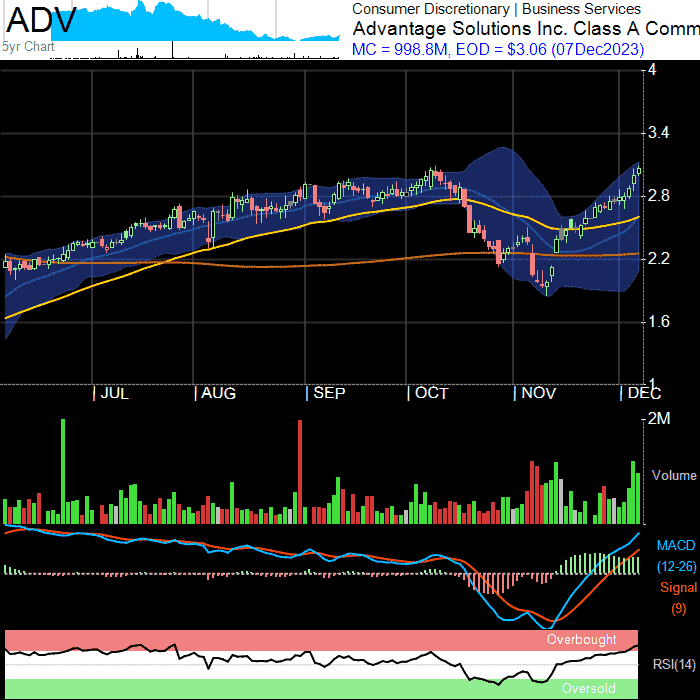 ADV
5yr Chart
Consumer Discretionary | Business Services
Advantage Solutions Inc. Class A Comm
MC = 998.8M, EOD = $3.06 (07Dec2023)
4
3.4
2.8
2.2
1.6
1
JUL AUG SEP OCT NOV DEC
2M
Volume
MACD
(12-26)
Signal
(9)
Overbought
RSI(14)
Oversold